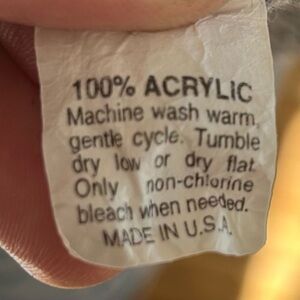 100% ACRYLIC
Machine wash warm,
gentle cycle. Tumble
dry low or dry flat.
Only non-chlorine
bleach when needed.
MADE IN U.S.A.